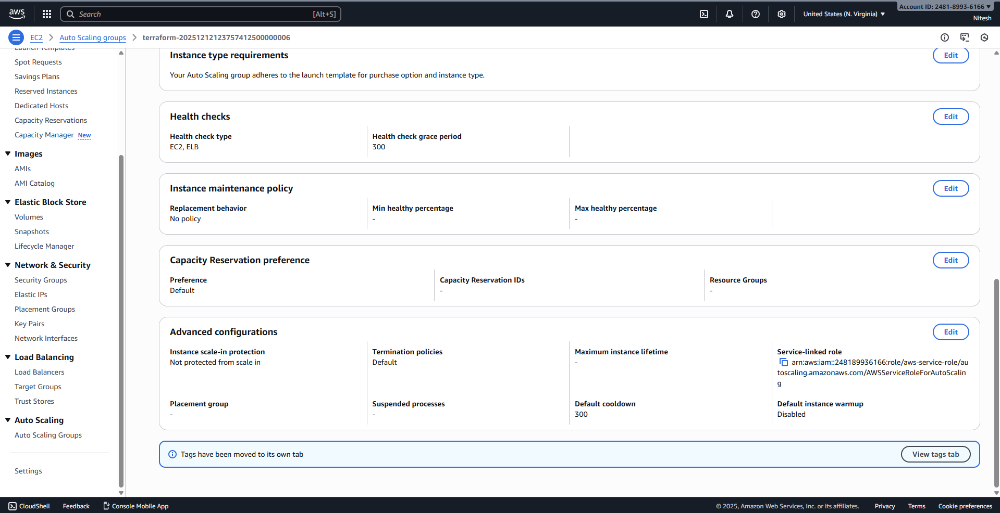 aws
Search [Alt+S]
United States (N. Virginia) ▼
Account ID: 2481-8993-6166 ▼
Nitesh
EC2 > Auto Scaling groups > terraform-20251212123757412500000006
Launch Templates
Spot Requests
Savings Plans
Reserved Instances
Dedicated Hosts
Capacity Reservations
Capacity Manager New
Images
AMIs
AMI Catalog
Elastic Block Store
Volumes
Snapshots
Lifecycle Manager
Network & Security
Security Groups
Elastic IPs
Placement Groups
Key Pairs
Network Interfaces
Load Balancing
Load Balancers
Target Groups
Trust Stores
Auto Scaling
Auto Scaling Groups
Settings
Instance type requirements Edit
Your Auto Scaling group adheres to the launch template for purchase option and instance type.
Health checks Edit
Health check type Health check grace period
EC2, ELB 300
Instance maintenance policy Edit
Replacement behavior Min healthy percentage Max healthy percentage
No policy - -
Capacity Reservation preference Edit
Preference Capacity Reservation IDs Resource Groups
Default - -
Advanced configurations Edit
Instance scale-in protection Termination policies Maximum instance lifetime Service-linked role
Not protected from scale in Default - arn:aws:iam::248189936166:role/aws-service-role/au
toscaling.amazonaws.com/AWSServiceRoleForAutoScalin
g
Placement group Suspended processes Default cooldown Default instance warmup
- - 300 Disabled
Tags have been moved to its own tab View tags tab
CloudShell Feedback Console Mobile App © 2025, Amazon Web Services, Inc. or its affiliates. Privacy Terms Cookie preferences